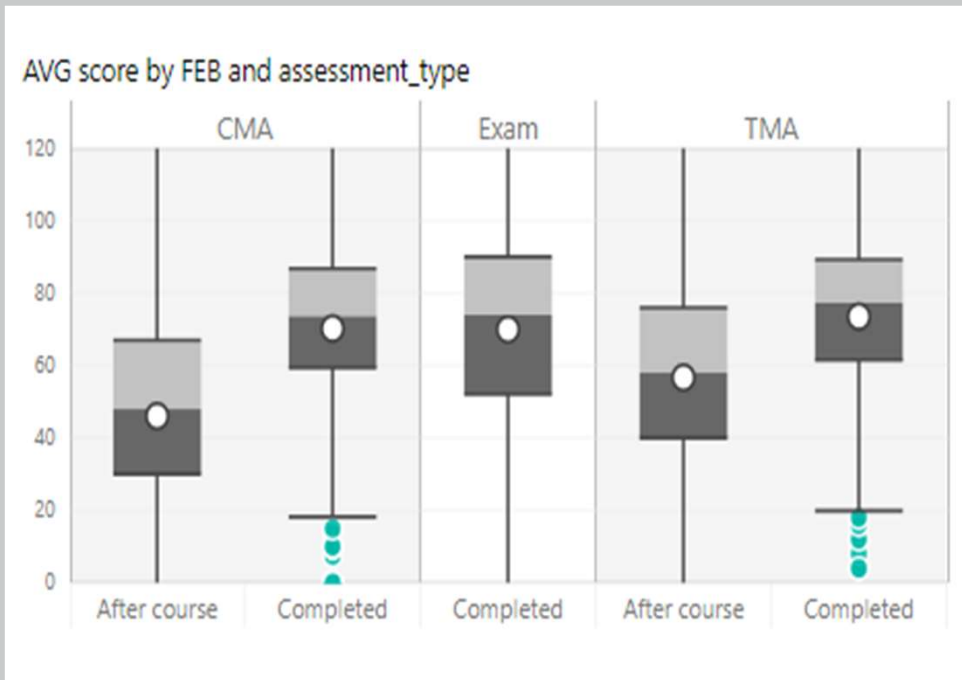 AVG score by FEB and assessment_type
CMA Exam TMA
120
100
80
60
40
20
0
After course Completed Completed After course Completed